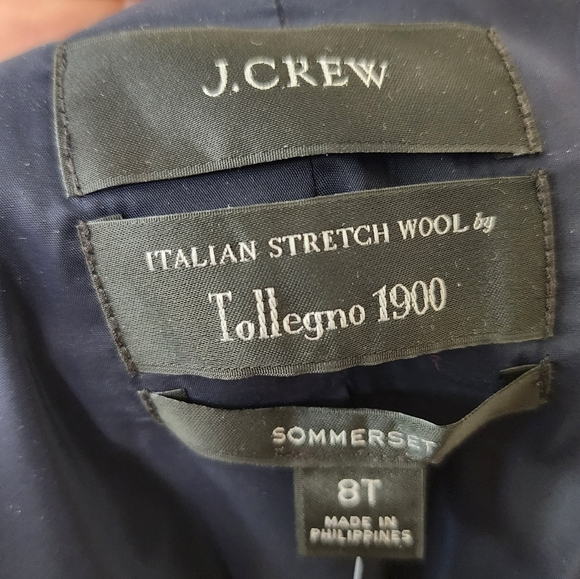 J.CREW
ITALIAN STRETCH WOOL by
Tollegno 1900
SOMMERSET
8T
MADE IN
PHILIPPINES